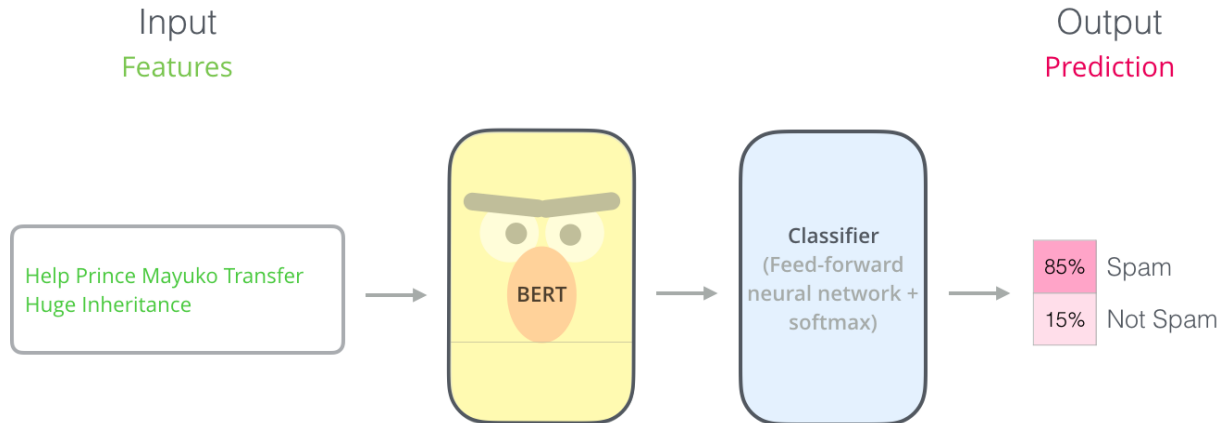 Input
Features
Output
Prediction
Help Prince Mayuko Transfer
Huge Inheritance
BERT
Classifier
(Feed-forward
neural network +
softmax)
85% Spam
15% Not Spam